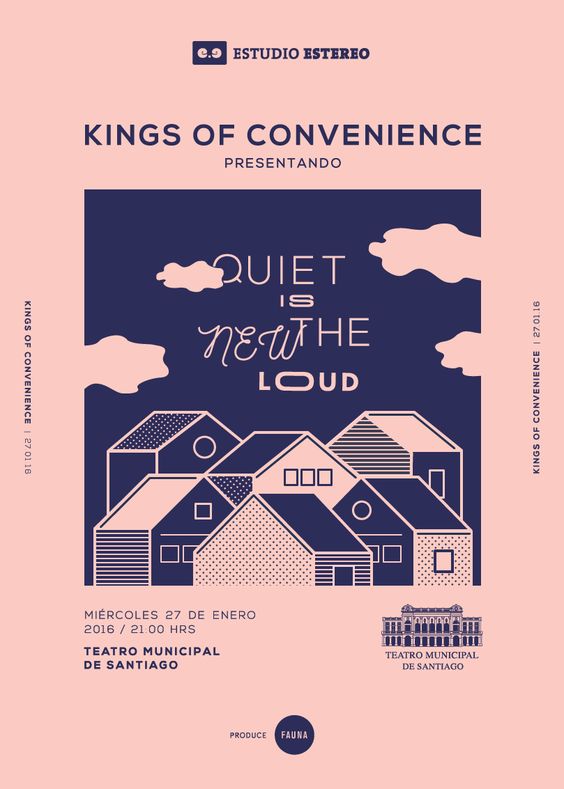 ESTUDIO ESTEREO
KINGS OF CONVENIENCE
PRESENTANDO
QUIET
IS
NEW THE
LOUD
KINGS OF CONVENIENCE | 27.01.16
KINGS OF CONVENIENCE | 27.01.16
MIÉRCOLES 27 DE ENERO
2016 / 21:00 HRS
TEATRO MUNICIPAL
DE SANTIAGO
TEATRO MUNICIPAL
DE SANTIAGO
PRODUCE FAUNA